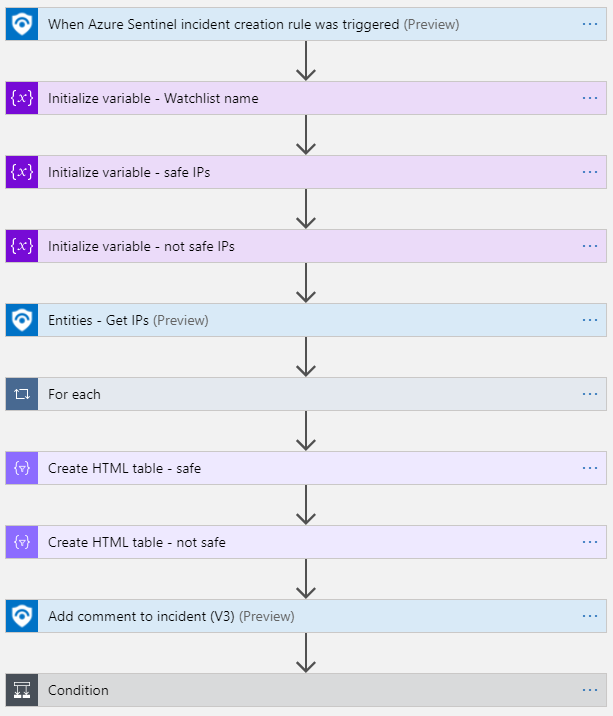 When Azure Sentinel incident creation rule was triggered (Preview) ...
{x} Initialize variable - Watchlist name ...
{x} Initialize variable - safe IPs ...
{x} Initialize variable - not safe IPs ...
Entities - Get IPs (Preview) ...
For each ...
Create HTML table - safe ...
Create HTML table - not safe ...
Add comment to incident (V3) (Preview) ...
Condition ...